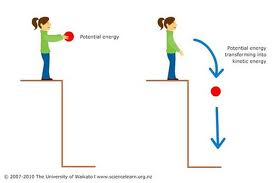 Potential energy
Potential energy
transforming into
kinetic energy
© 2007-2010 The University of Waikato | www.sciencelearn.org.nz